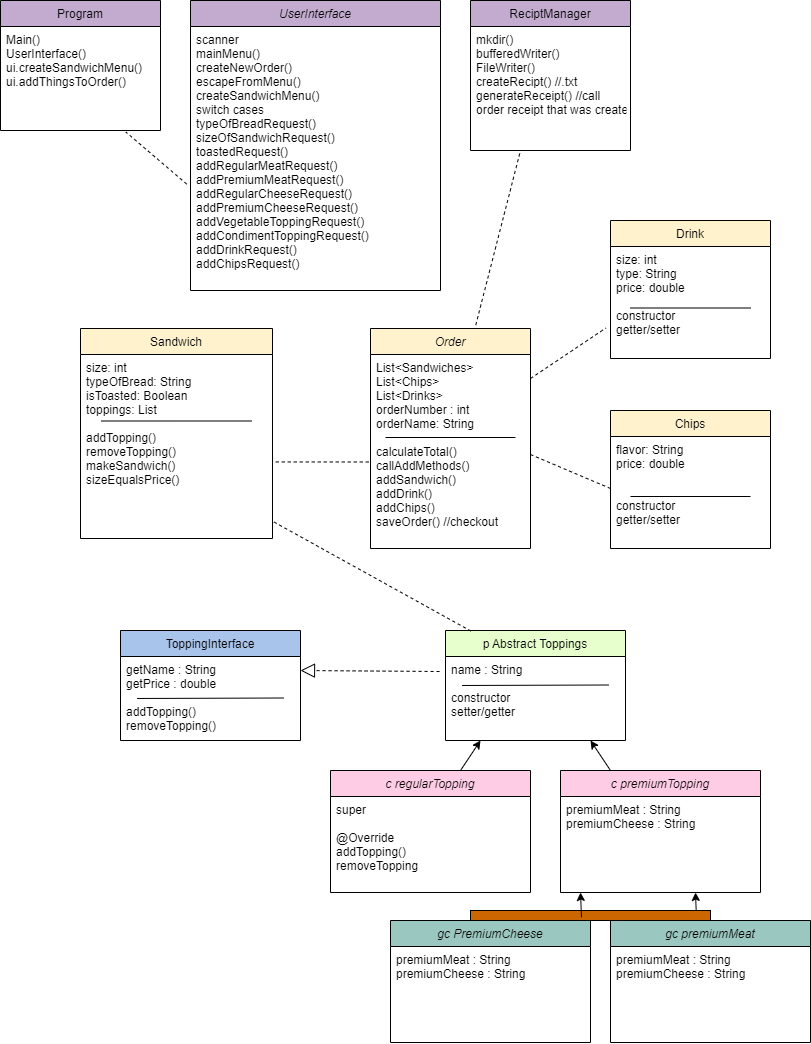 Program
Main()
UserInterface()
ui.createSandwichMenu()
ui.addThingsToOrder()
UserInterface
scanner
mainMenu()
createNewOrder()
escapeFromMenu()
createSandwichMenu()
switch cases
typeOfBreadRequest()
sizeOfSandwichRequest()
toastedRequest()
addRegularMeatRequest()
addPremiumMeatRequest()
addRegularCheeseRequest()
addPremiumCheeseRequest()
addVegetableToppingRequest()
addCondimentToppingRequest()
addDrinkRequest()
addChipsRequest()
ReciptManager
mkdir()
bufferedWriter()
FileWriter()
createRecipt() //.txt
generateReceipt() //call
order receipt that was create
Drink
size: int
type: String
price: double
constructor
getter/setter
Sandwich
size: int
typeOfBread: String
isToasted: Boolean
toppings: List
addTopping()
removeTopping()
makeSandwich()
sizeEqualsPrice()
Order
List<Sandwiches>
List<Chips>
List<Drinks>
orderNumber : int
orderName: String
calculateTotal()
callAddMethods()
addSandwich()
addDrink()
addChips()
saveOrder() //checkout
Chips
flavor: String
price: double
constructor
getter/setter
ToppingInterface
getName : String
getPrice : double
addTopping()
removeTopping()
p Abstract Toppings
name : String
constructor
setter/getter
c regularTopping
super
@Override
addTopping()
removeTopping
c premiumTopping
premiumMeat : String
premiumCheese : String
gc PremiumCheese
premiumMeat : String
premiumCheese : String
gc premiumMeat
premiumMeat : String
premiumCheese : String